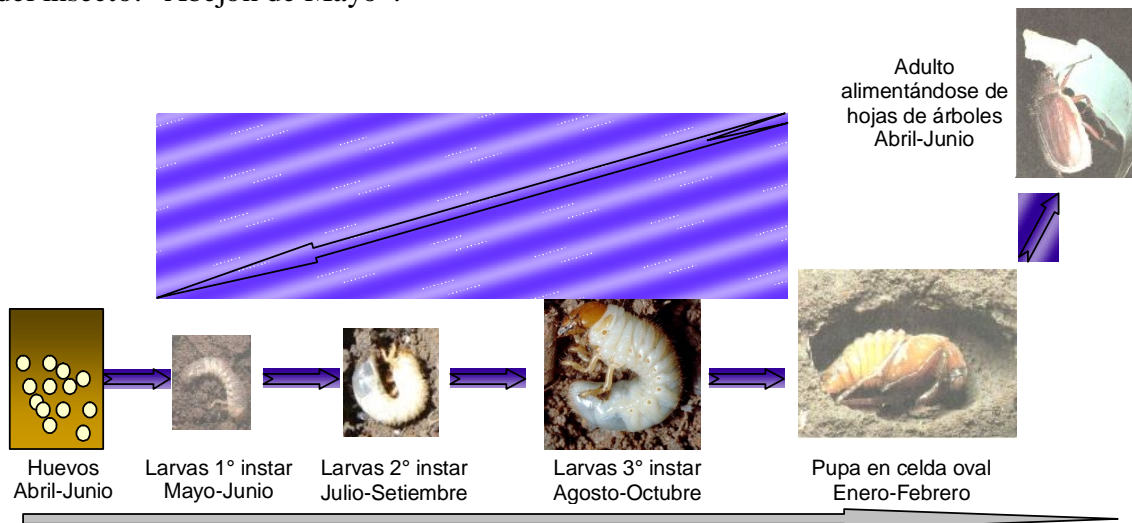 del insecto. “Abejón de Mayo”.
Adulto
alimentándose de
hojas de árboles
Abril-Junio
Huevos
Abril-Junio
Larvas 1° instar
Mayo-Junio
Larvas 2° instar
Julio-Setiembre
Larvas 3° instar
Agosto-Octubre
Pupa en celda oval
Enero-Febrero